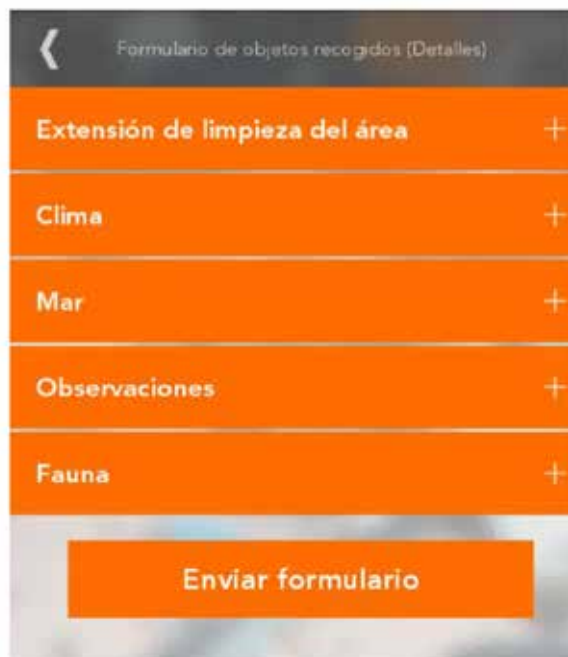 Formulario de objetos recogidos (Detalles)
Extensión de limpieza del área
Clima
Mar
Observaciones
Fauna
Enviar formulario